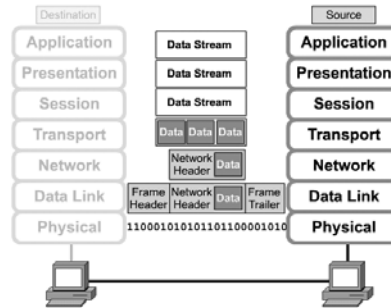 Destination
Source
Application
Data Stream
Application
Presentation
Data Stream
Presentation
Session
Data Stream
Session
Transport
Data Data Data
Transport
Network
Network
Header
Data
Network
Data Link
Frame
Header
Network
Header
Data
Frame
Trailer
Data Link
Physical
1100010101011011000001010
Physical